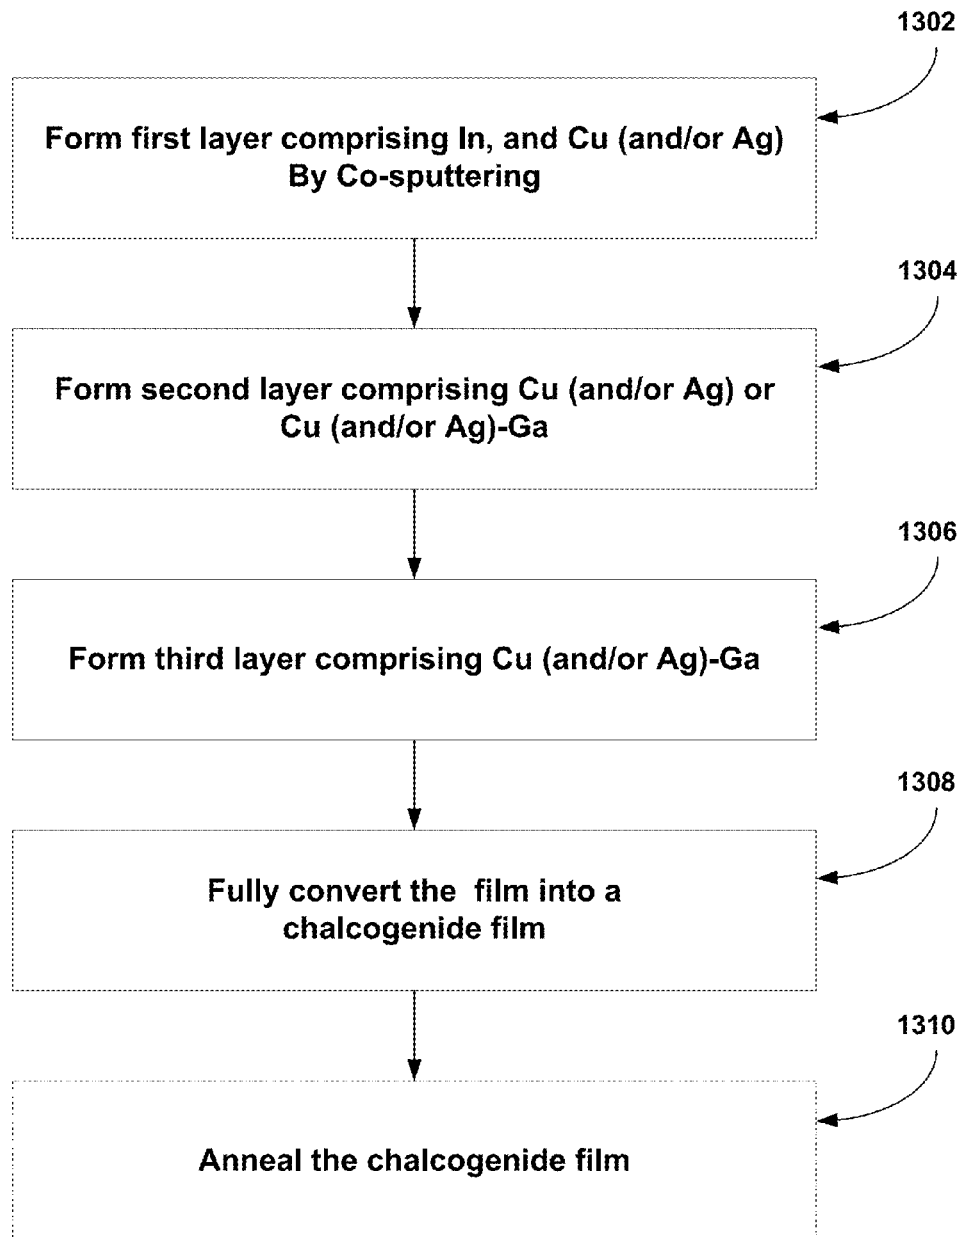 1302
Form first layer comprising In, and Cu (and/or Ag)
By Co-sputtering
1304
Form second layer comprising Cu (and/or Ag) or
Cu (and/or Ag)-Ga
1306
Form third layer comprising Cu (and/or Ag)-Ga
1308
Fully convert the film into a
chalcogenide film
1310
Anneal the chalcogenide film